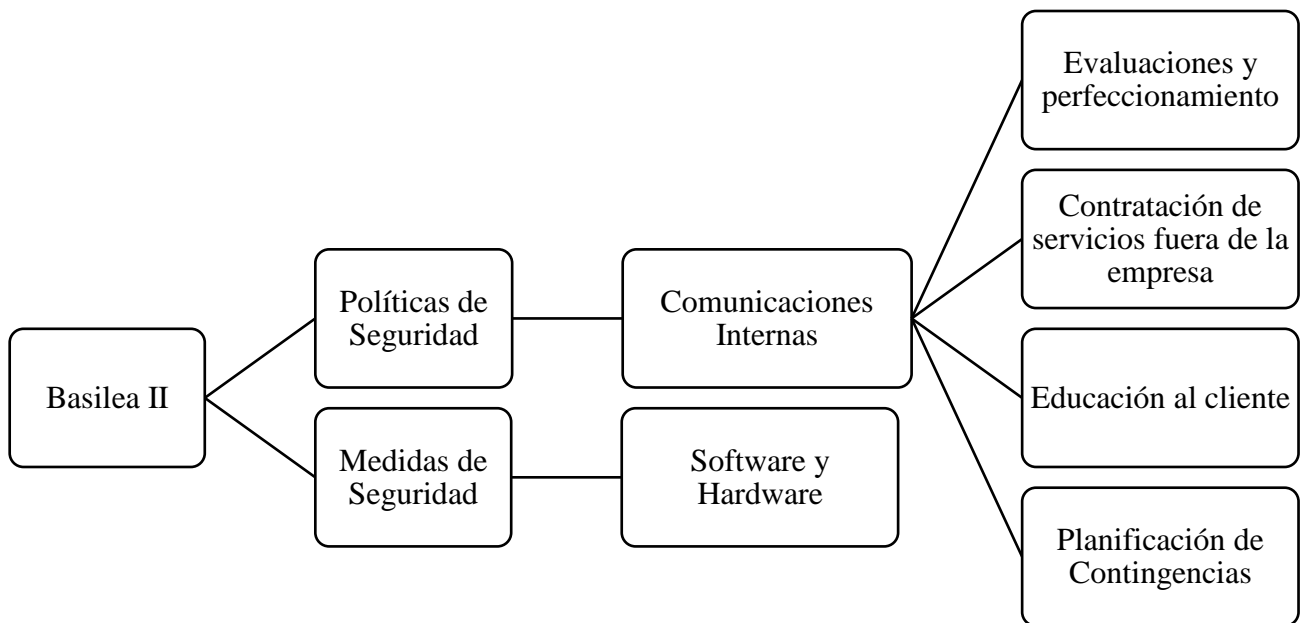 Basilea II
Políticas de
Seguridad
Medidas de
Seguridad
Comunicaciones
Internas
Software y
Hardware
Evaluaciones y
perfeccionamiento
Contratación de
servicios fuera de la
empresa
Educación al cliente
Planificación de
Contingencias